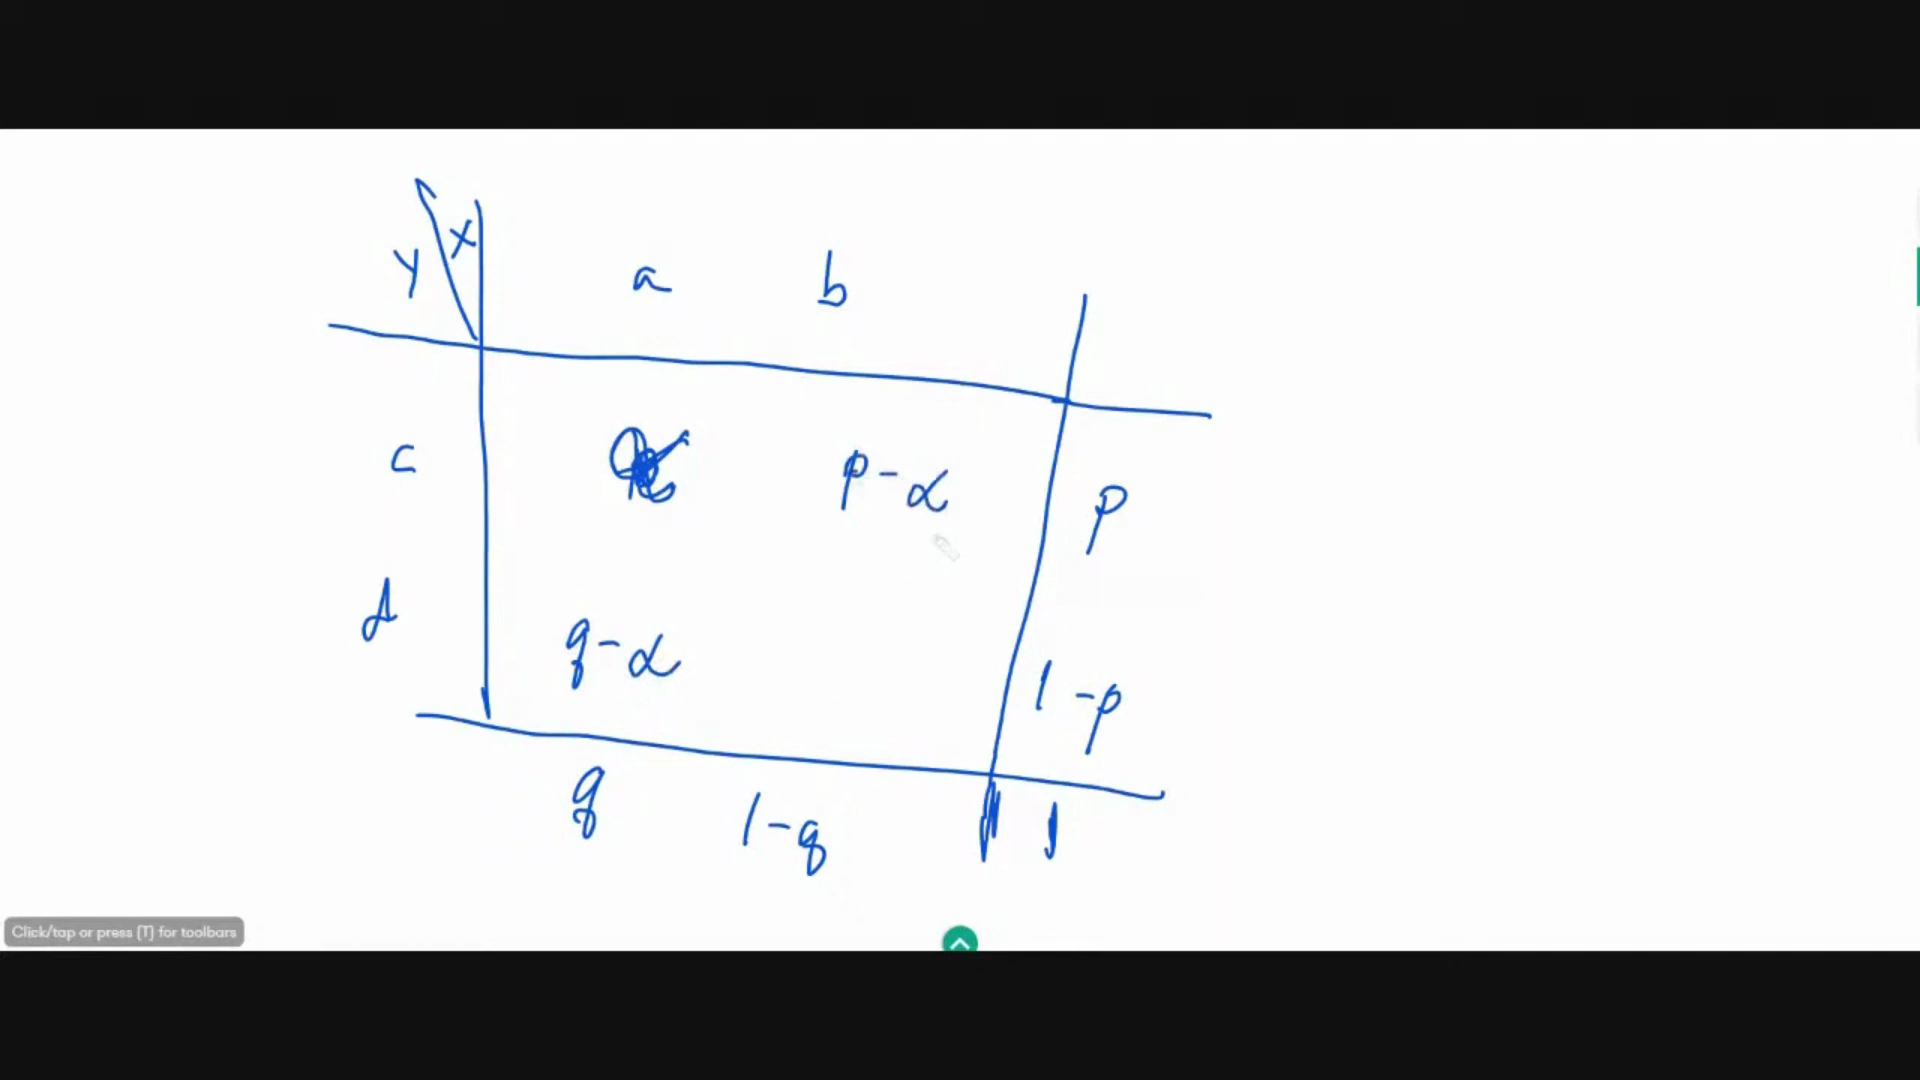 Y X a b
c p-α p
d q-α 1-p
q 1-q 1
Click/tap or press (T) for toolbars